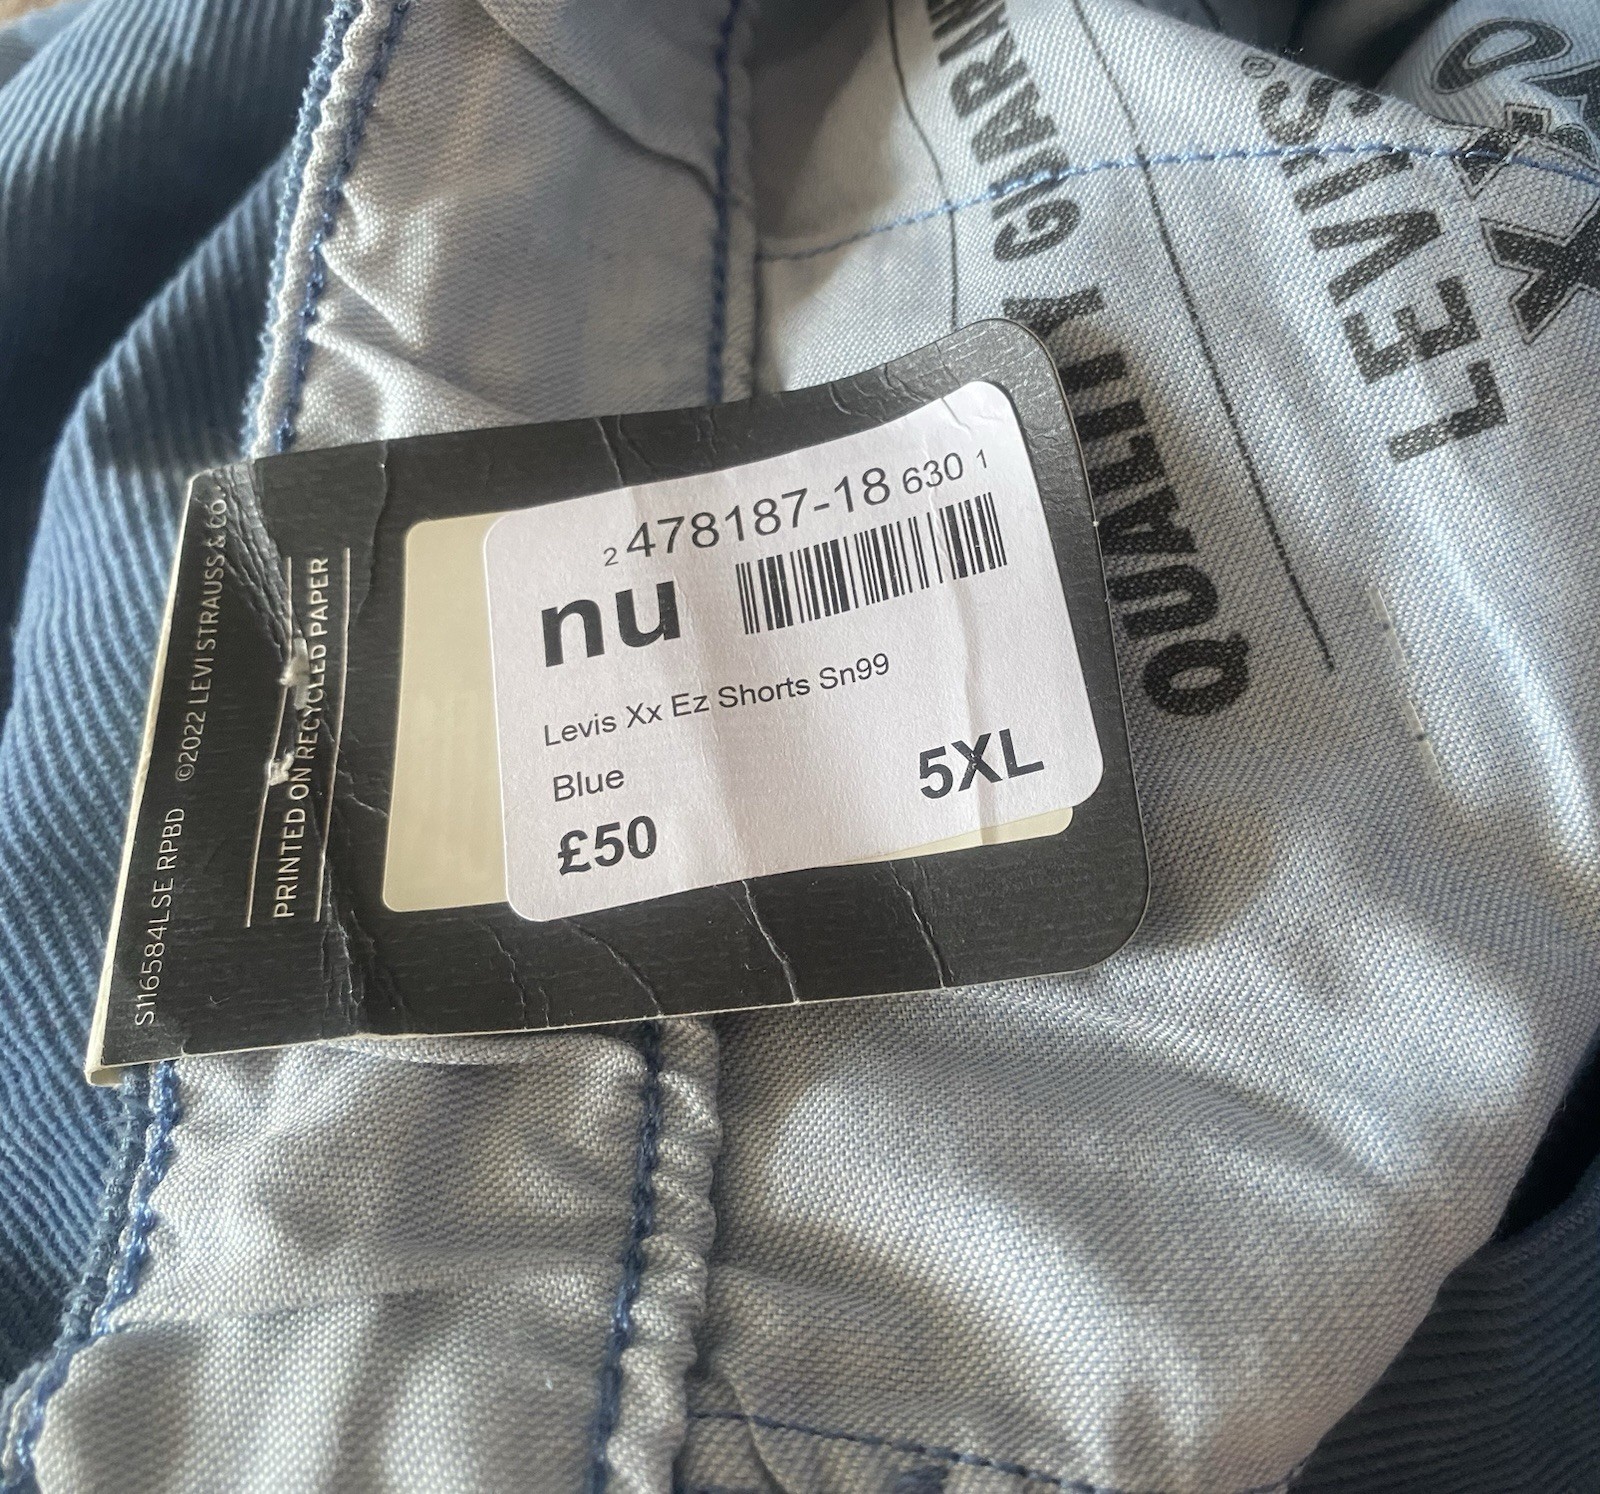 2 478187-18 630 1
nu
Levis Xx Ez Shorts Sn99
Blue
5XL
£50
S116584LSE RPBD ©2022 LEVI STRAUSS & CO.
PRINTED ON RECYCLED PAPER
QUALITY
LEVI'S®
XX